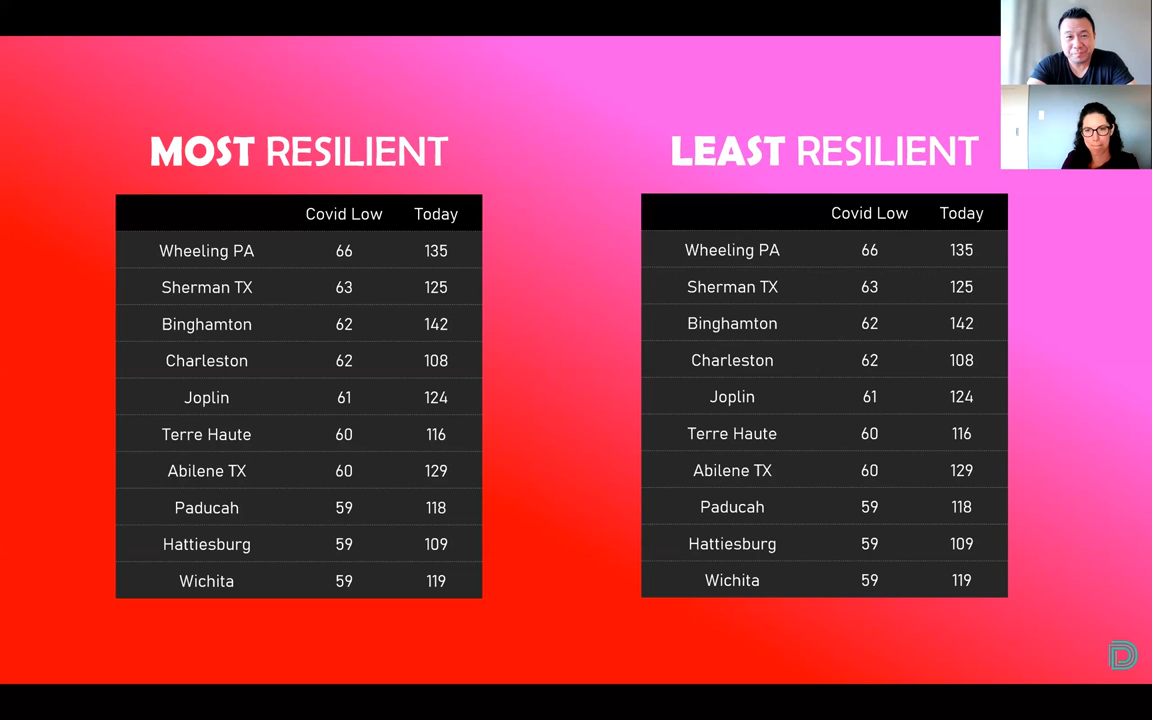 MOST RESILIENT
Covid Low Today
Wheeling PA 66 135
Sherman TX 63 125
Binghamton 62 142
Charleston 62 108
Joplin 61 124
Terre Haute 60 116
Abilene TX 60 129
Paducah 59 118
Hattiesburg 59 109
Wichita 59 119
LEAST RESILIENT
Covid Low Today
Wheeling PA 66 135
Sherman TX 63 125
Binghamton 62 142
Charleston 62 108
Joplin 61 124
Terre Haute 60 116
Abilene TX 60 129
Paducah 59 118
Hattiesburg 59 109
Wichita 59 119
D